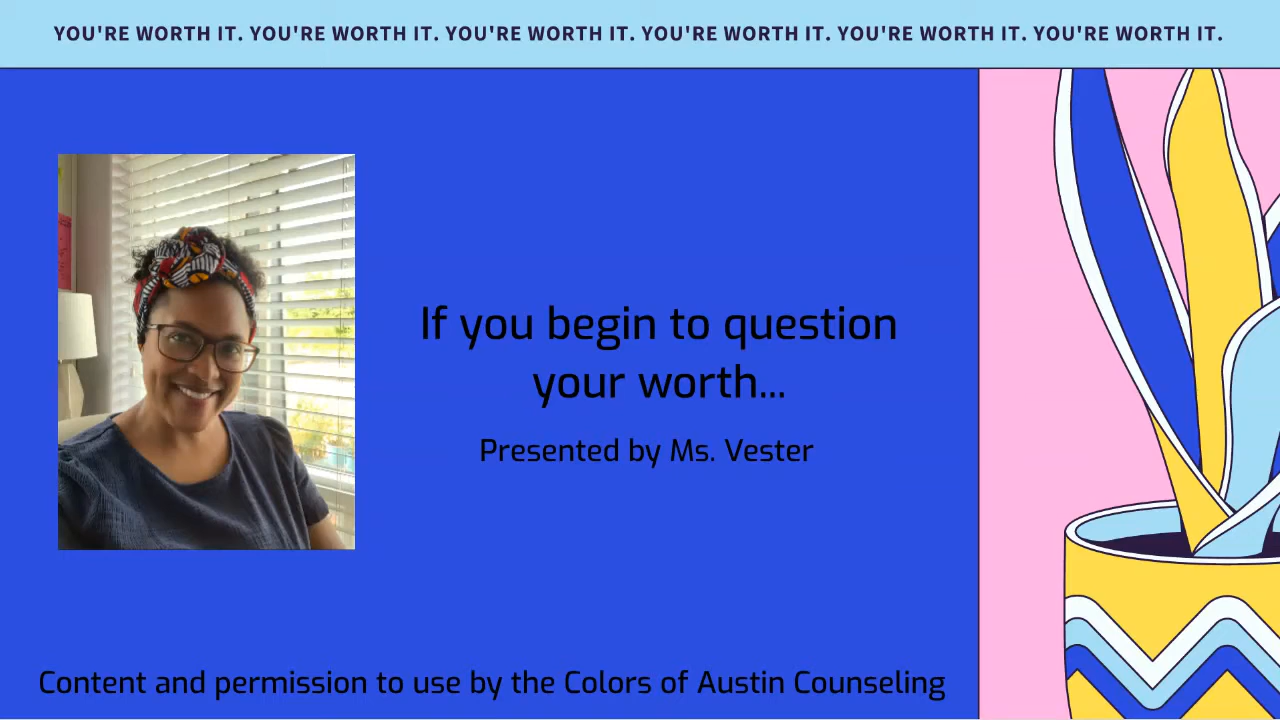 YOU'RE WORTH IT. YOU'RE WORTH IT. YOU'RE WORTH IT. YOU'RE WORTH IT. YOU'RE WORTH IT. YOU'RE WORTH IT.
If you begin to question
your worth...
Presented by Ms. Vester
Content and permission to use by the Colors of Austin Counseling